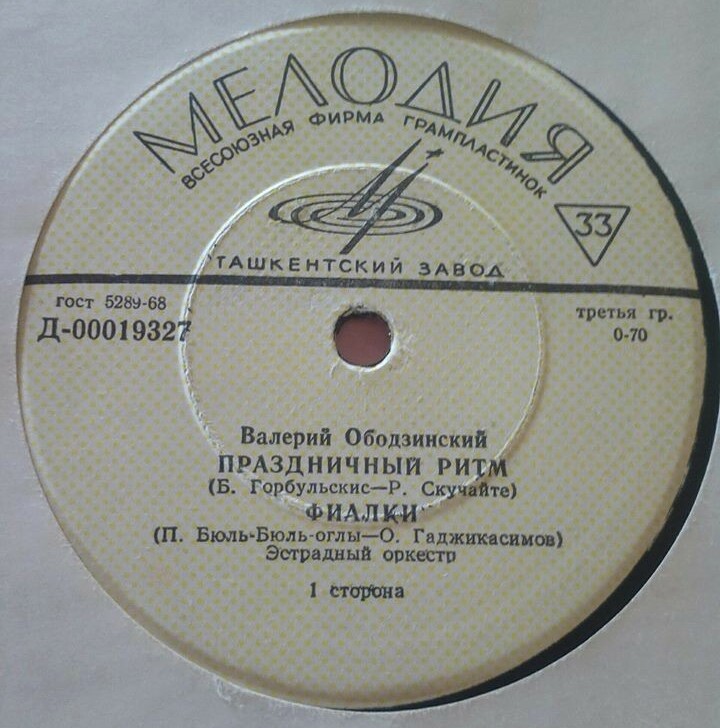 МЕЛОДИЯ
ВСЕСОЮЗНАЯ ФИРМА ГРАМПЛАСТИНОК
33
ТАШКЕНТСКИЙ ЗАВОД
гост 5289-68
Д-00019327
третья гр.
0-70
Валерий Ободзинский
ПРАЗДНИЧНЫЙ РИТМ
(Б. Горбульскис—Р. Скучайте)
ФИАЛКИ
(П. Бюль-Бюль-оглы—О. Гаджикасимов)
Эстрадный оркестр
1 сторона